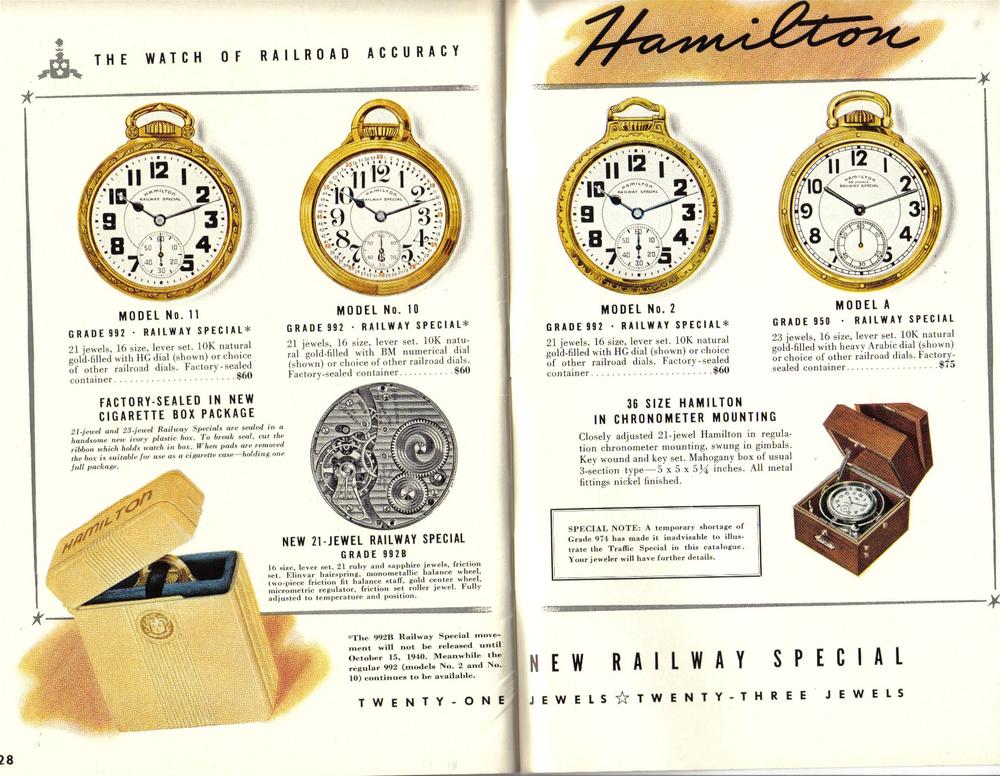 THE WATCH OF RAILROAD ACCURACY
Hamilton
MODEL No. 11
GRADE 992 · RAILWAY SPECIAL*
21 jewels, 16 size, lever set. 10K natural
gold-filled with HG dial (shown) or choice
of other railroad dials. Factory-sealed
container..............................$60
MODEL No. 10
GRADE 992 · RAILWAY SPECIAL*
21 jewels, 16 size, lever set. 10K natu-
ral gold-filled with BM numerical dial
(shown) or choice of other railroad dials.
Factory-sealed container...............$60
MODEL No. 2
GRADE 992 · RAILWAY SPECIAL*
21 jewels, 16 size, lever set. 10K natural
gold-filled with HG dial (shown) or choice
of other railroad dials. Factory-sealed
container..............................$60
MODEL A
GRADE 950 · RAILWAY SPECIAL
23 jewels, 16 size, lever set. 10K natural
gold-filled with heavy Arabic dial (shown)
or choice of other railroad dials. Factory-
sealed container.......................$75
FACTORY-SEALED IN NEW
CIGARETTE BOX PACKAGE
21-jewel and 23-jewel Railway Specials are sealed in a
handsome new ivory plastic box. To break seal, cut the
ribbon which holds watch in box. When pads are removed
the box is suitable for use as a cigarette case—holding one
full package.
HAMILTON
NEW 21-JEWEL RAILWAY SPECIAL
GRADE 992B
16 size, lever set, 21 ruby and sapphire jewels, friction
set. Elinvar hairspring, monometallic balance wheel,
two-piece friction fit balance staff, gold center wheel,
micrometric regulator, friction set roller jewel. Fully
adjusted to temperature and position.
*The 992B Railway Special move-
ment will not be released until
October 15, 1940. Meanwhile the
regular 992 (models No. 2 and No.
10) continues to be available.
36 SIZE HAMILTON
IN CHRONOMETER MOUNTING
Closely adjusted 21-jewel Hamilton in regula-
tion chronometer mounting, swung in gimbals.
Key wound and key set. Mahogany box of usual
3-section type—5 x 5 x 5¼ inches. All metal
fittings nickel finished.
SPECIAL NOTE: A temporary shortage of
Grade 974 has made it inadvisable to illus-
trate the Traffic Special in this catalogue.
Your jeweler will have further details.
NEW RAILWAY SPECIAL
TWENTY-ONE JEWELS ☆ TWENTY-THREE JEWELS
28